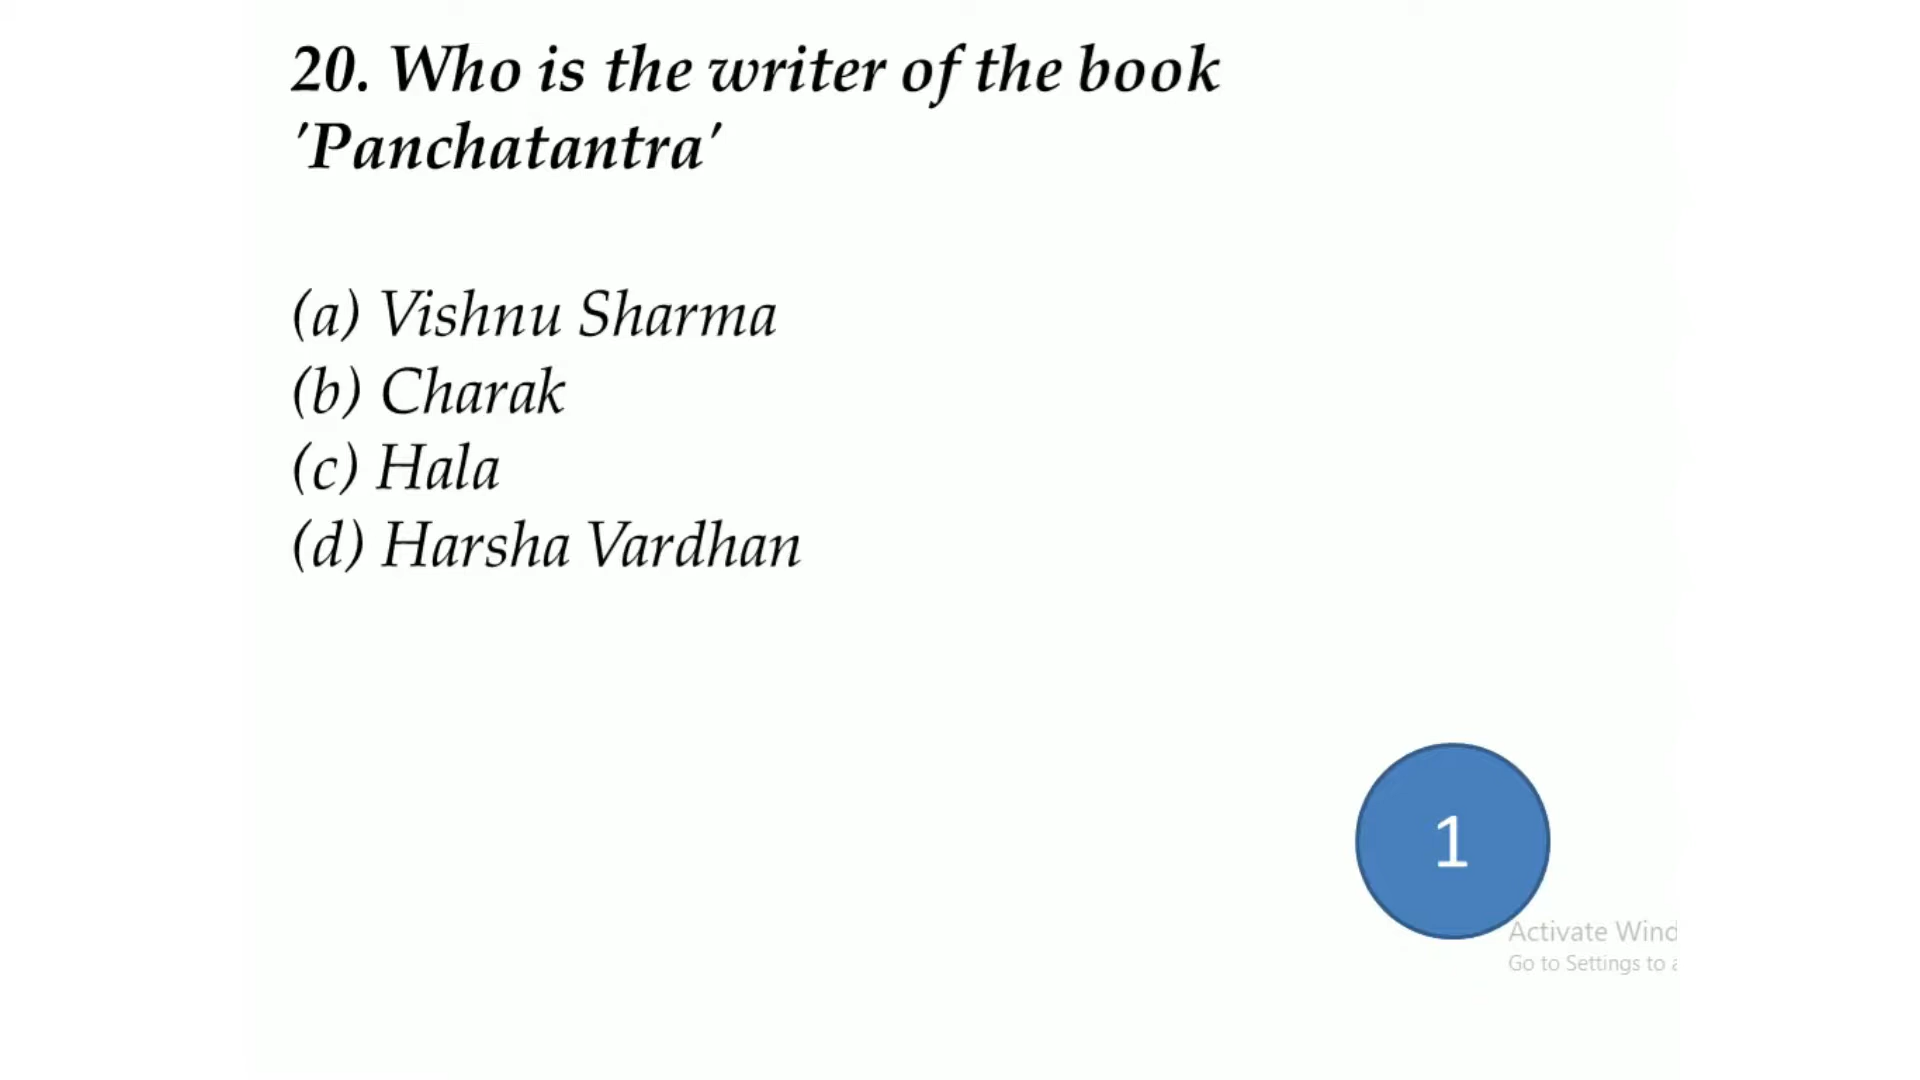 20. Who is the writer of the book
'Panchatantra'
(a) Vishnu Sharma
(b) Charak
(c) Hala
(d) Harsha Vardhan
1
Activate Wind
Go to Settings to a